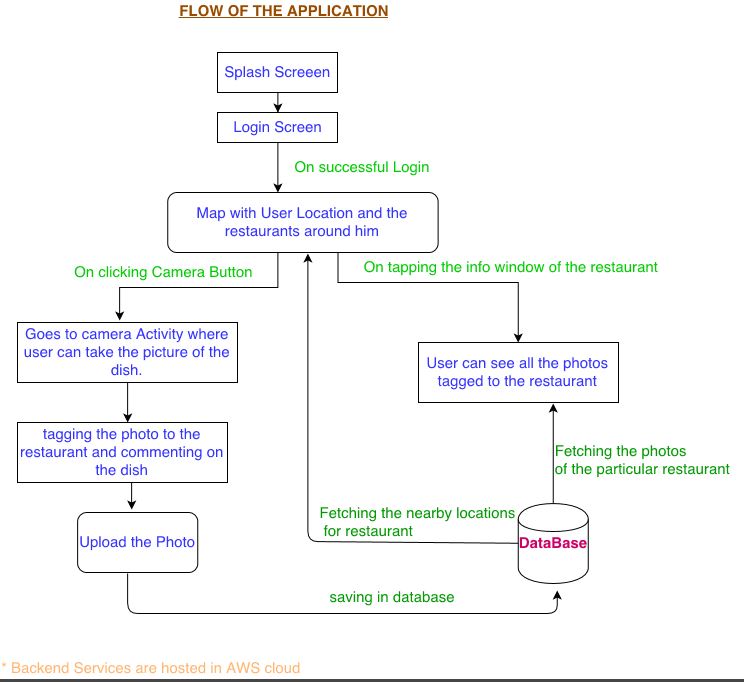 FLOW OF THE APPLICATION
Splash Screeen
Login Screen
On successful Login
Map with User Location and the
restaurants around him
On clicking Camera Button
On tapping the info window of the restaurant
Goes to camera Activity where
user can take the picture of the
dish.
User can see all the photos
tagged to the restaurant
tagging the photo to the
restaurant and commenting on
the dish
Fetching the photos
of the particular restaurant
Fetching the nearby locations
for restaurant
Upload the Photo
DataBase
saving in database
* Backend Services are hosted in AWS cloud